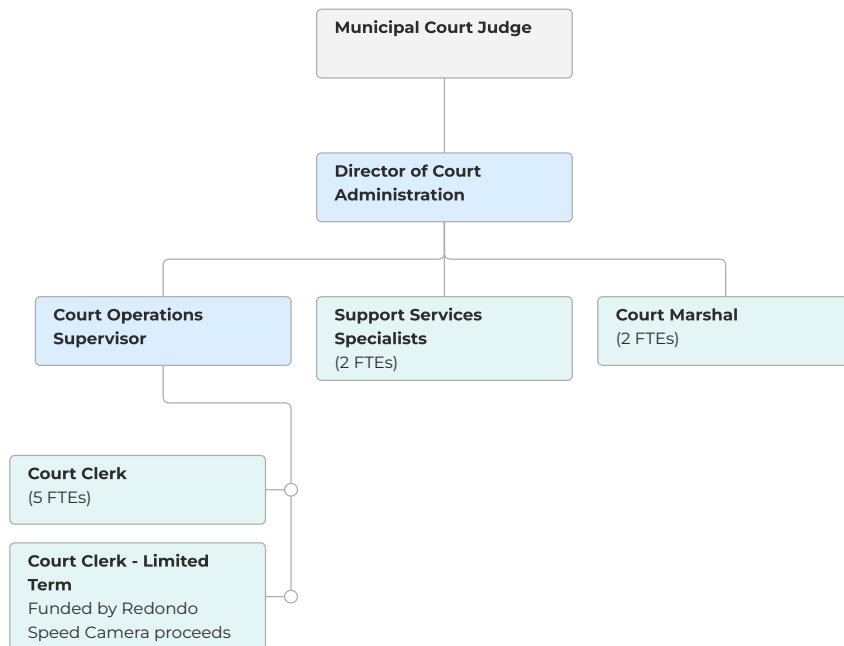 Municipal Court Judge
Director of Court
Administration
Court Operations
Supervisor
Support Services
Specialists
(2 FTEs)
Court Marshal
(2 FTEs)
Court Clerk
(5 FTEs)
Court Clerk - Limited
Term
Funded by Redondo
Speed Camera proceeds